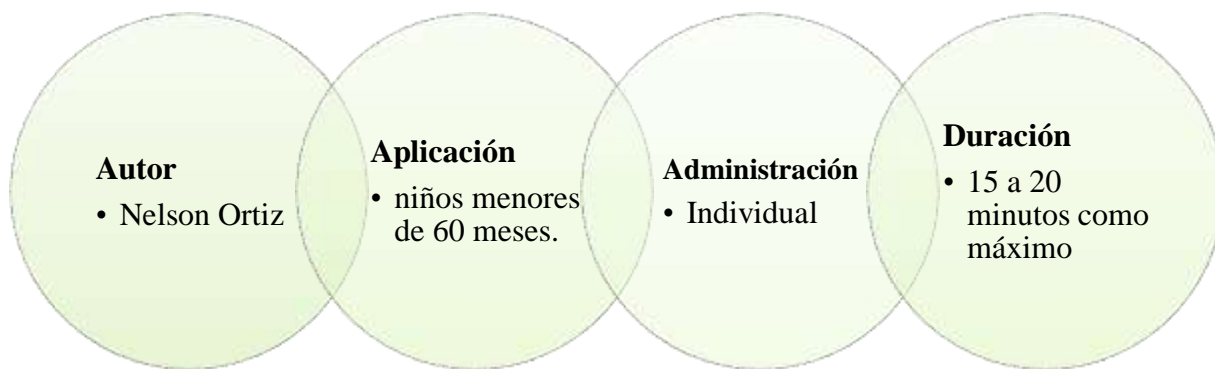 Autor
• Nelson Ortiz
Aplicación
• niños menores
de 60 meses.
Administración
• Individual
Duración
• 15 a 20
minutos como
máximo